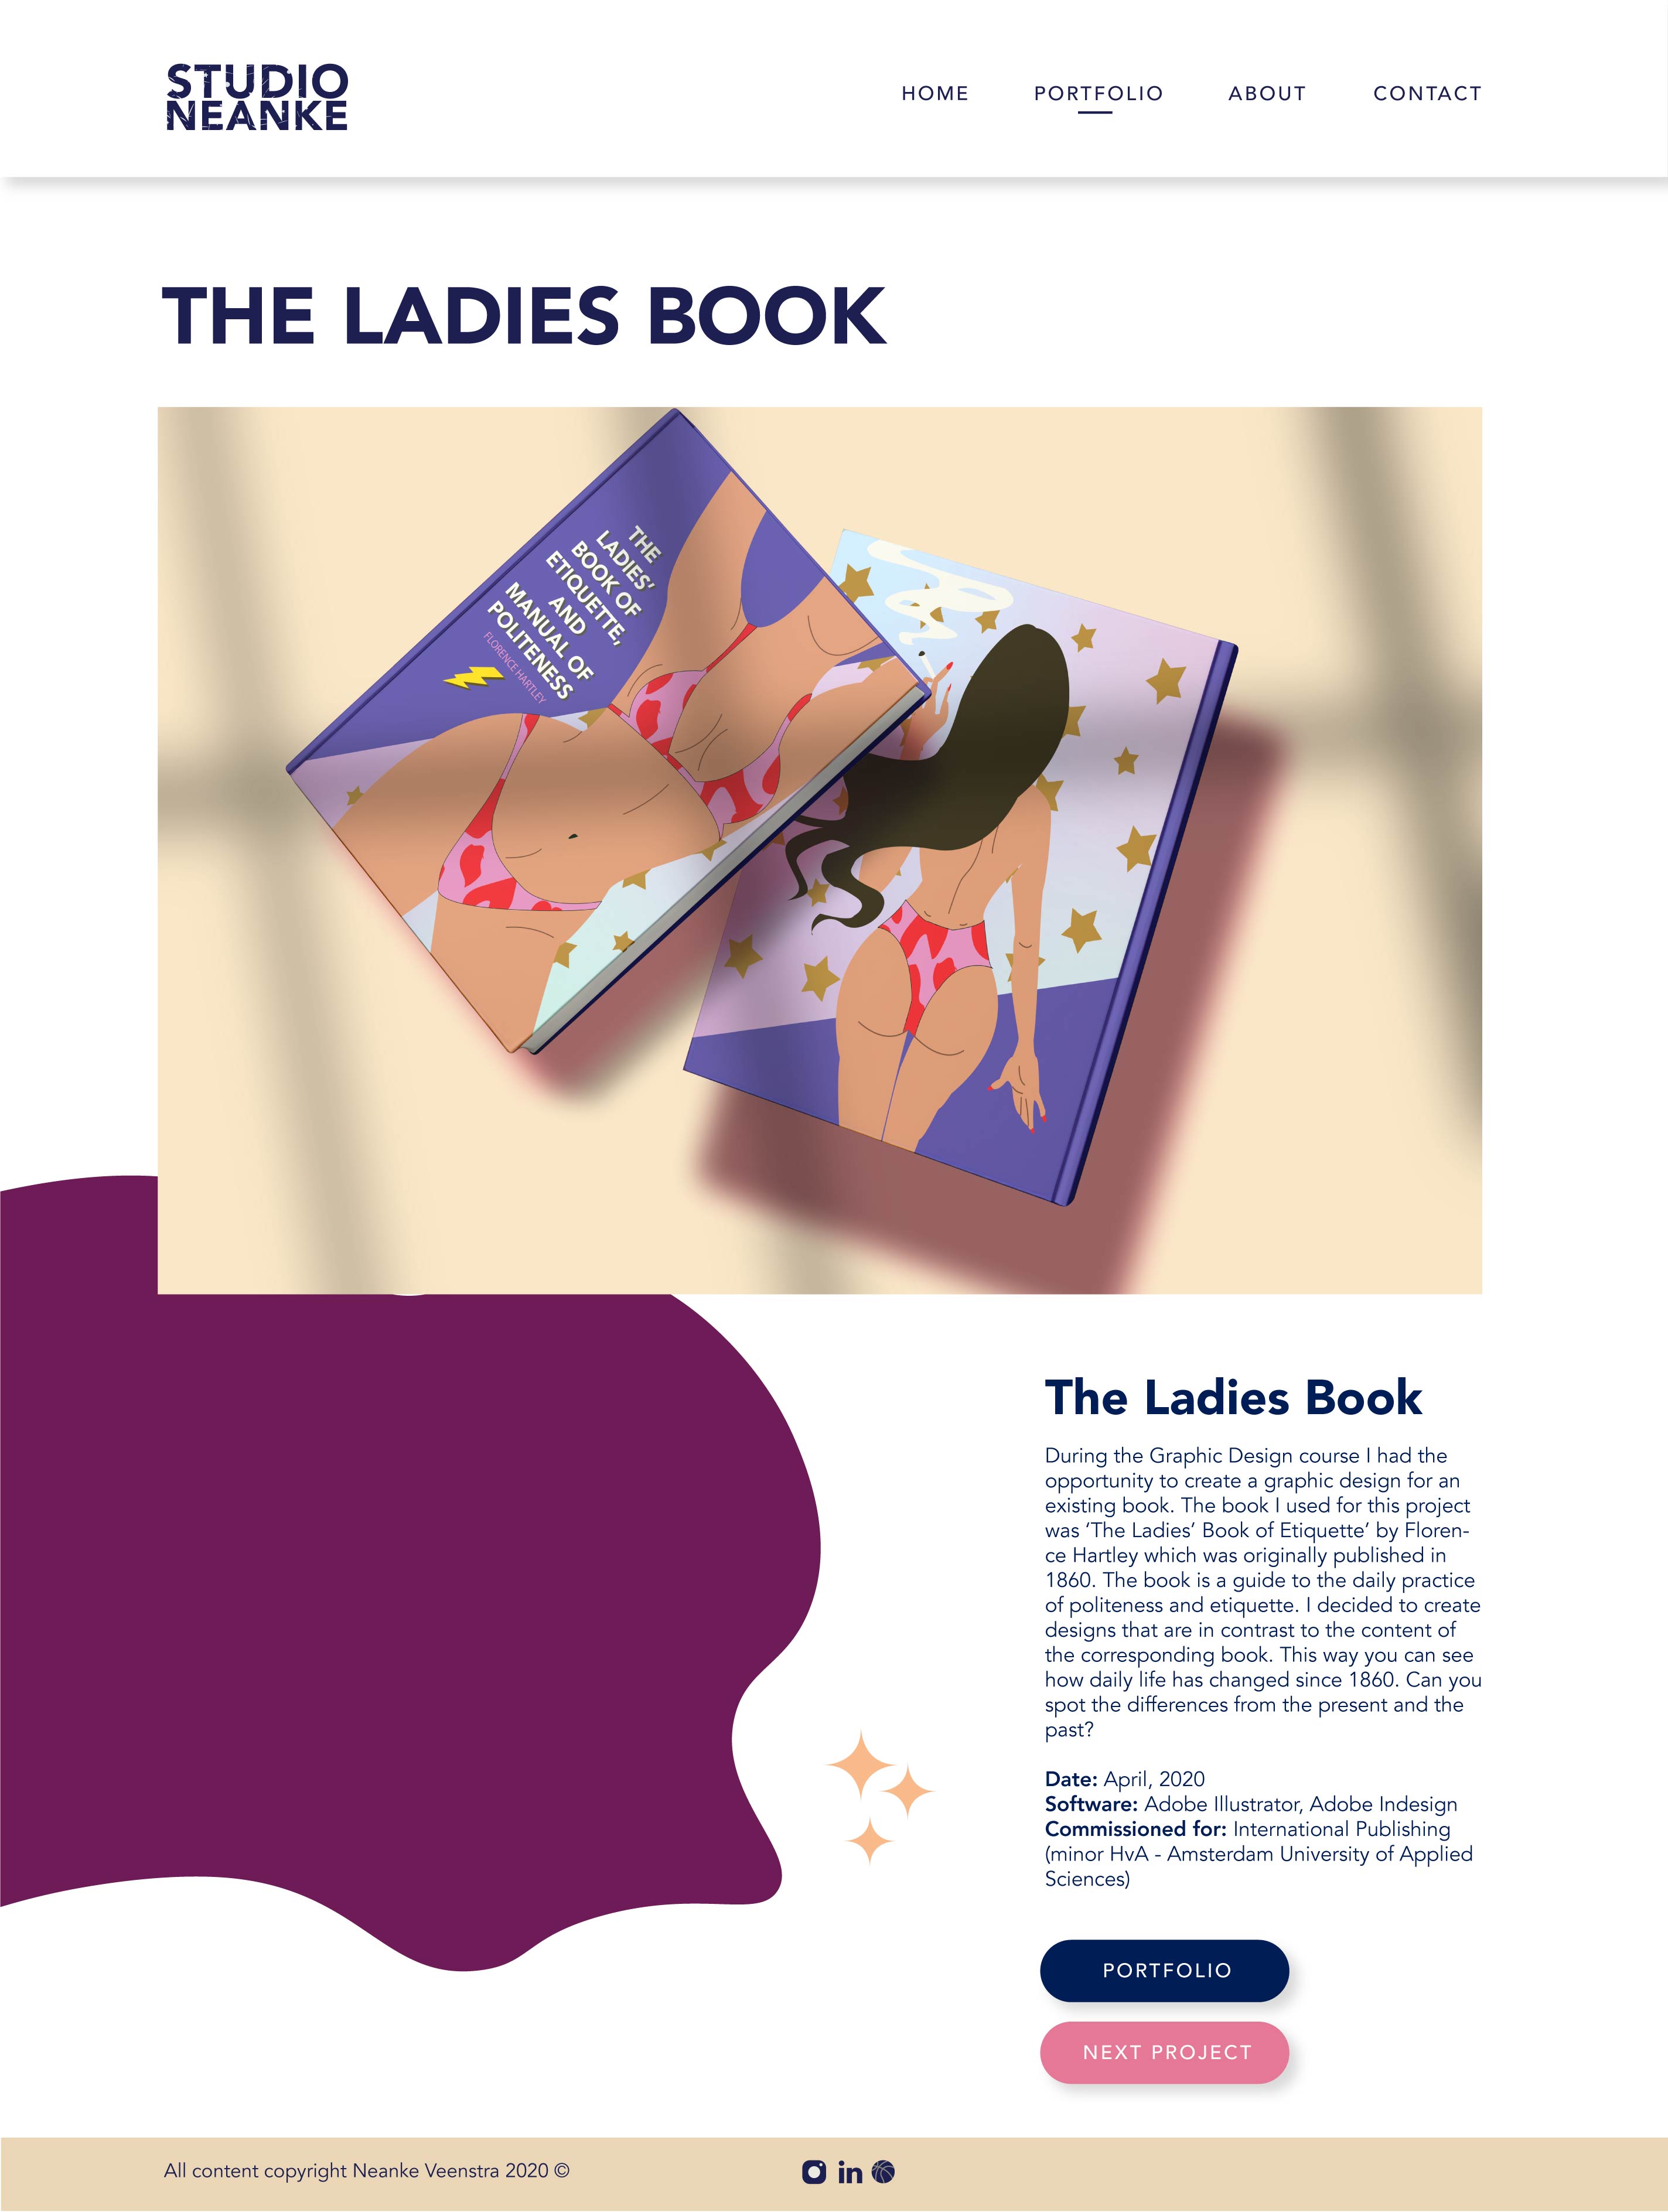 STUDIO
NEANKE
HOME PORTFOLIO ABOUT CONTACT
THE LADIES BOOK
THE
LADIES’
BOOK OF
ETIQUETTE,
AND
MANUAL OF
POLITENESS
FLORENCE HARTLEY
The Ladies Book
During the Graphic Design course I had the
opportunity to create a graphic design for an
existing book. The book I used for this project
was ‘The Ladies’ Book of Etiquette’ by Floren-
ce Hartley which was originally published in
1860. The book is a guide to the daily practice
of politeness and etiquette. I decided to create
designs that are in contrast to the content of
the corresponding book. This way you can see
how daily life has changed since 1860. Can you
spot the differences from the present and the
past?
Date: April, 2020
Software: Adobe Illustrator, Adobe Indesign
Commissioned for: International Publishing
(minor HvA - Amsterdam University of Applied
Sciences)
PORTFOLIO
NEXT PROJECT
All content copyright Neanke Veenstra 2020 © in